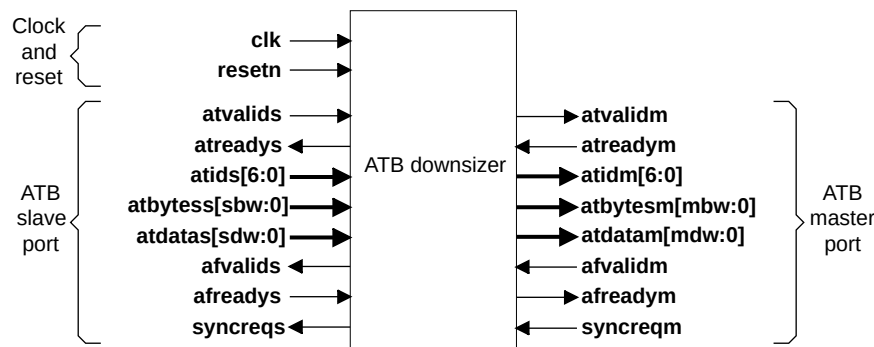 Clock
and
reset
clk
resetn
ATB
slave
port
atvalids
atreadys
atids[6:0]
atbytess[sbw:0]
atdatas[sdw:0]
afvalids
afreadys
syncreqs
ATB downsizer
atvalidm
atreadym
atidm[6:0]
atbytesm[mbw:0]
atdatam[mdw:0]
afvalidm
afreadym
syncreqm
ATB
master
port